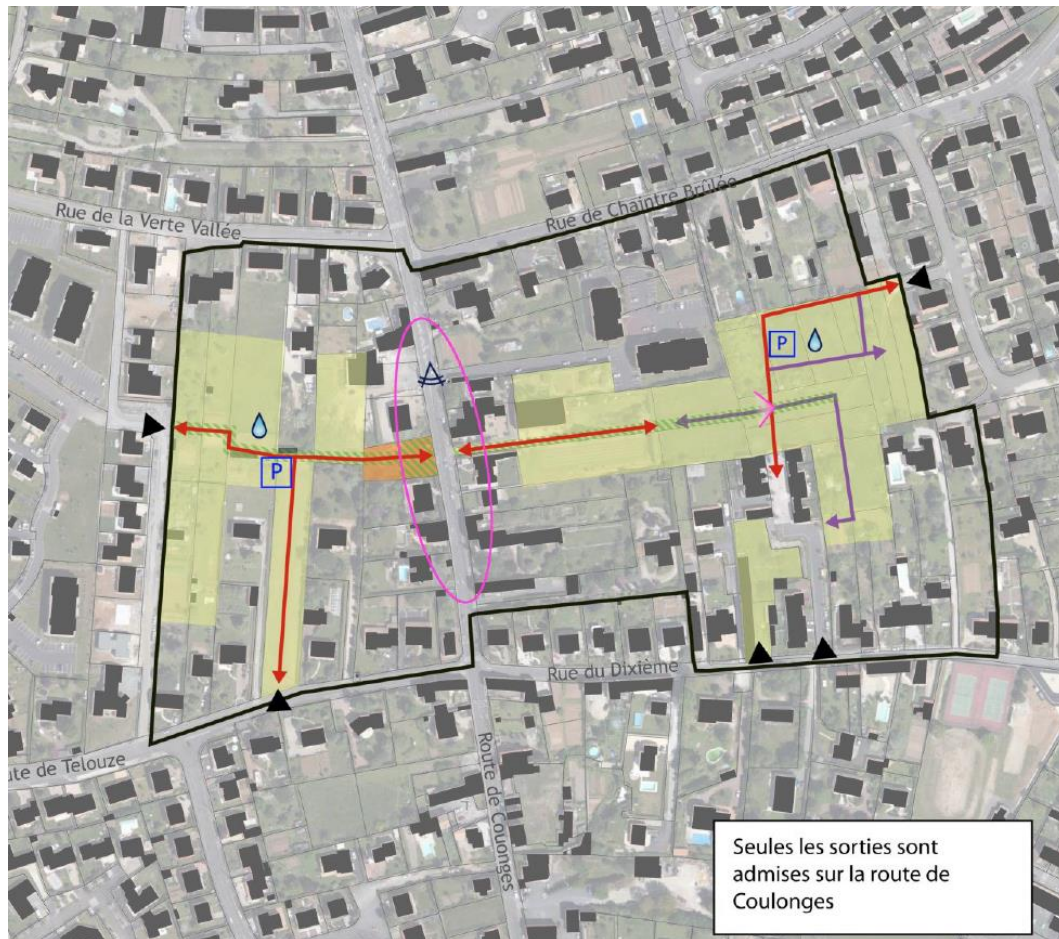 Rue de la Verte Vallée
Rue de Chaintre Brûlée
P
P
Rue du Dixième
ute de Telouze
Route de Couonges
Seules les sorties sont
admises sur la route de
Coulonges